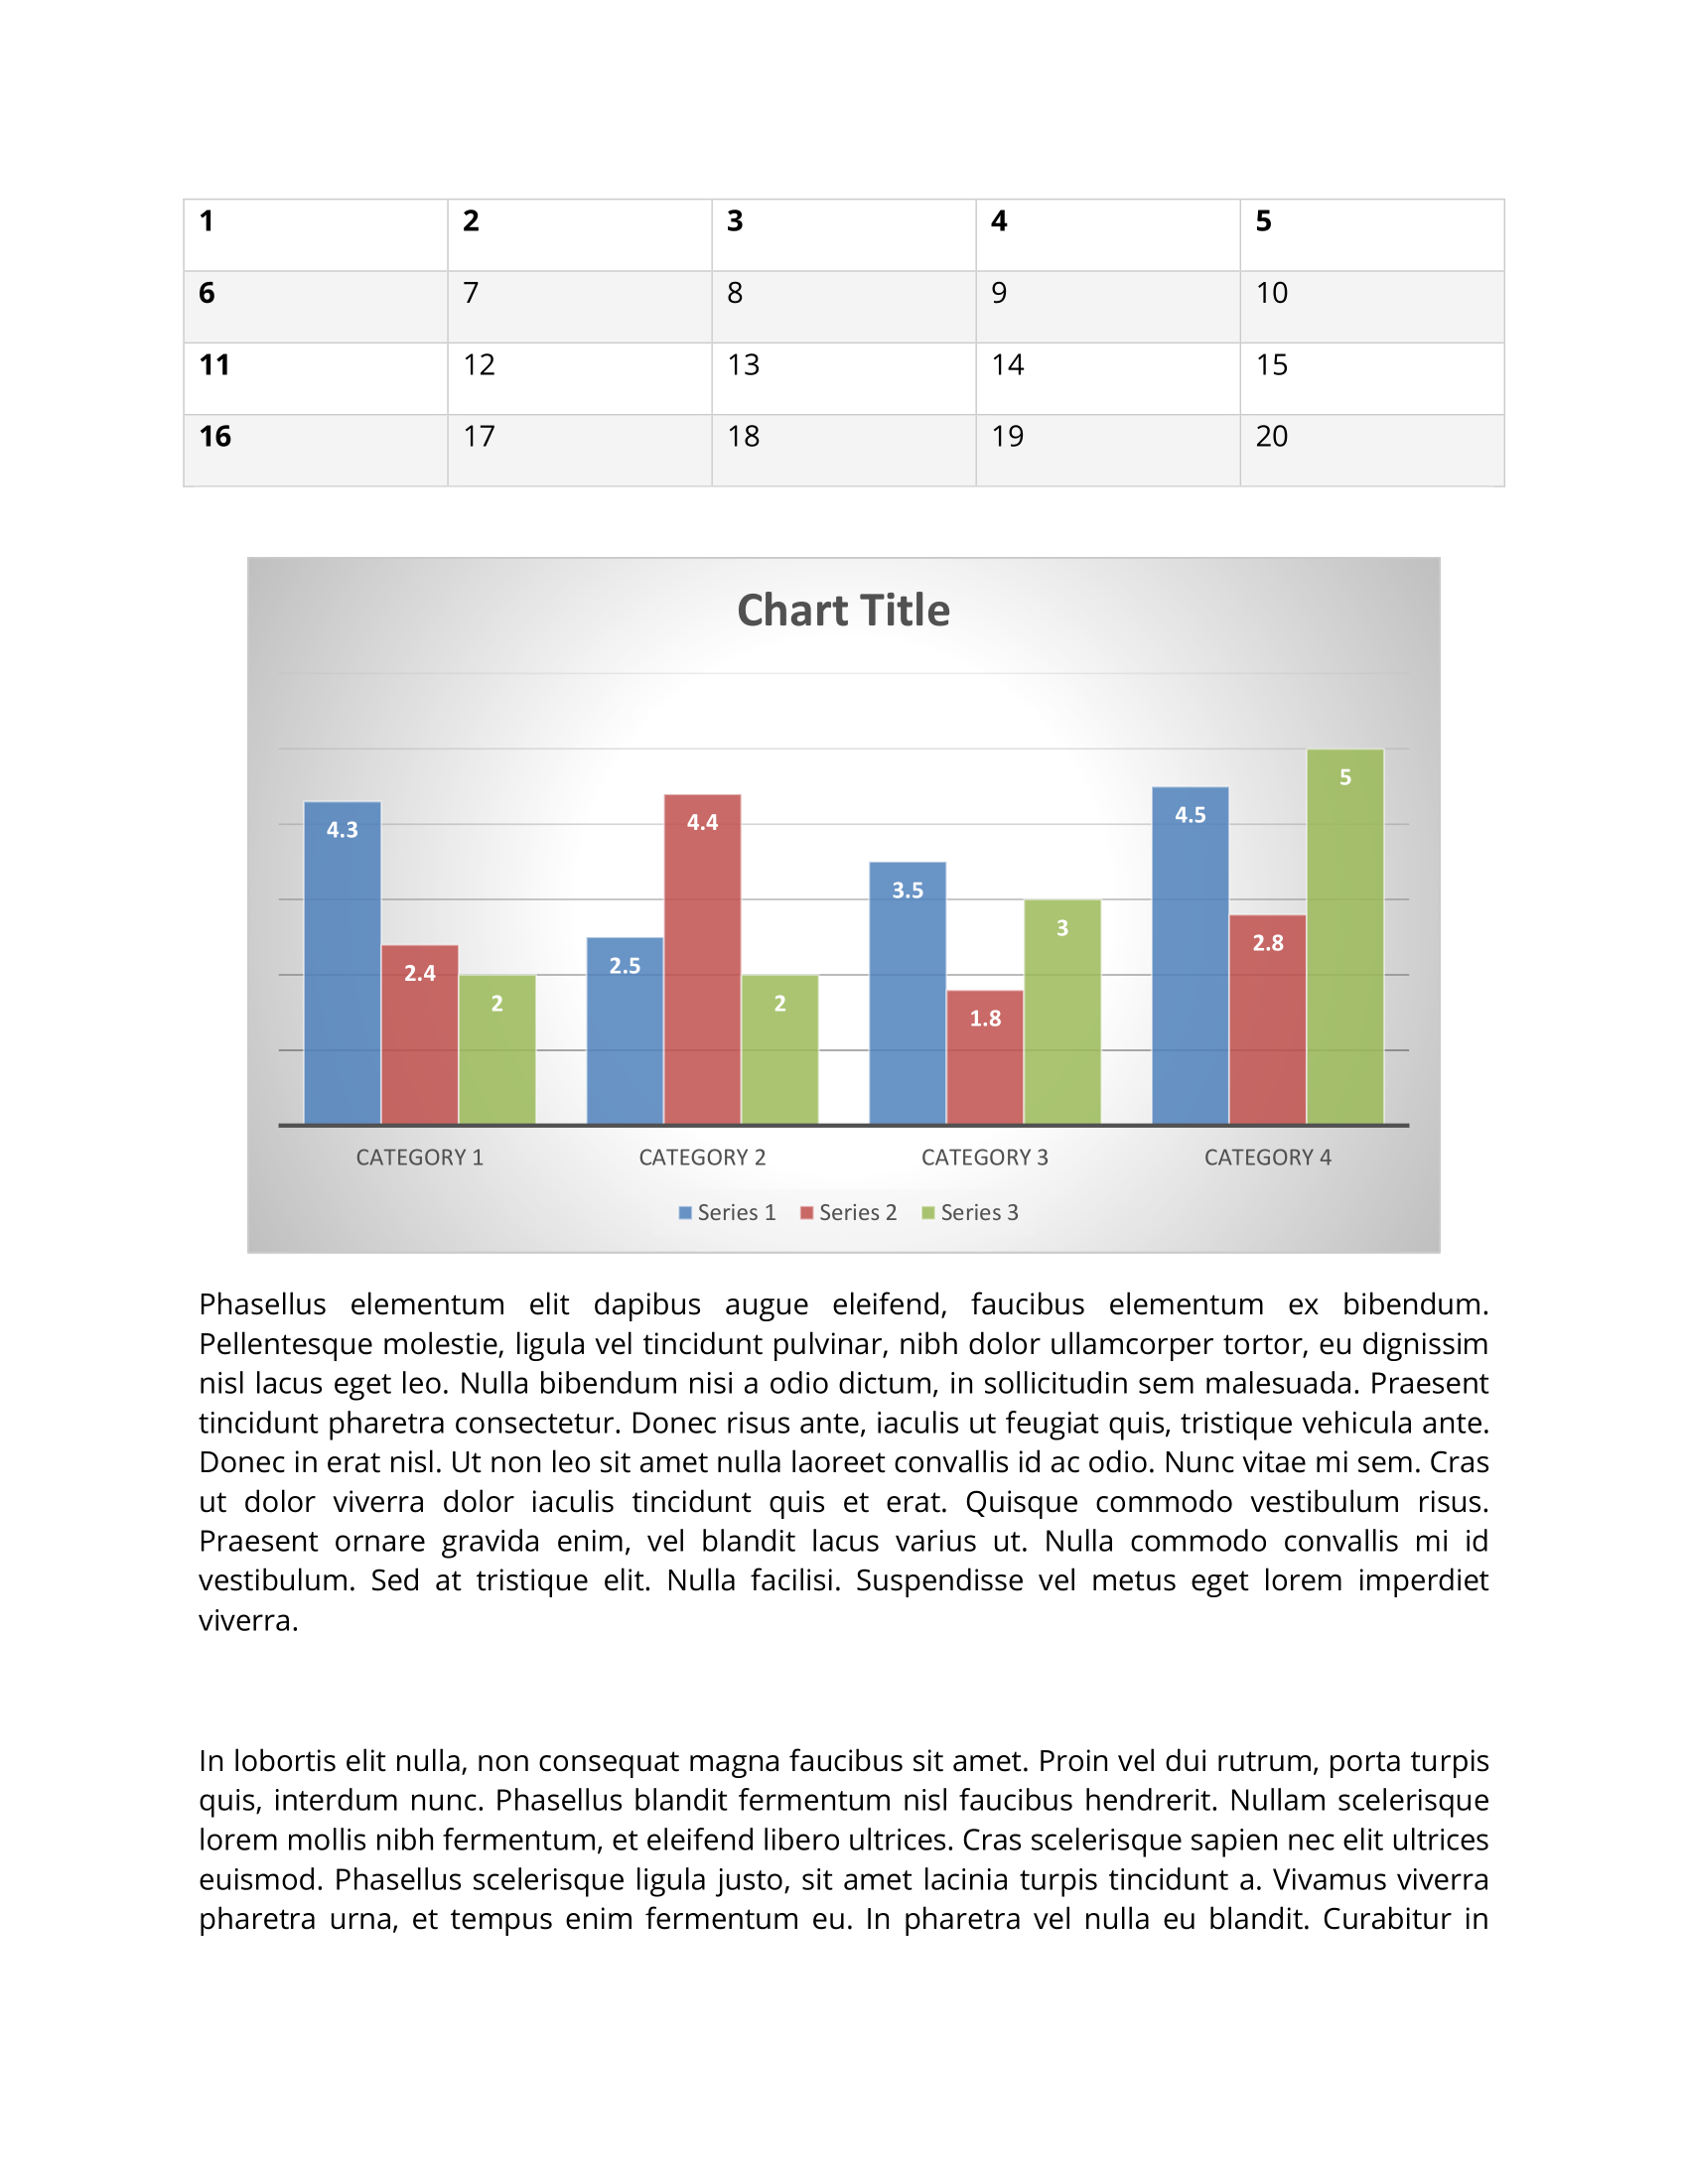 1 2 3 4 5
6 7 8 9 10
11 12 13 14 15
16 17 18 19 20
Chart Title
4.3 2.4 2 2.5 4.4 2 3.5 1.8 3 4.5 2.8 5
CATEGORY 1 CATEGORY 2 CATEGORY 3 CATEGORY 4
Series 1 Series 2 Series 3
Phasellus elementum elit dapibus augue eleifend, faucibus elementum ex bibendum.
Pellentesque molestie, ligula vel tincidunt pulvinar, nibh dolor ullamcorper tortor, eu dignissim
nisl lacus eget leo. Nulla bibendum nisi a odio dictum, in sollicitudin sem malesuada. Praesent
tincidunt pharetra consectetur. Donec risus ante, iaculis ut feugiat quis, tristique vehicula ante.
Donec in erat nisl. Ut non leo sit amet nulla laoreet convallis id ac odio. Nunc vitae mi sem. Cras
ut dolor viverra dolor iaculis tincidunt quis et erat. Quisque commodo vestibulum risus.
Praesent ornare gravida enim, vel blandit lacus varius ut. Nulla commodo convallis mi id
vestibulum. Sed at tristique elit. Nulla facilisi. Suspendisse vel metus eget lorem imperdiet
viverra.
In lobortis elit nulla, non consequat magna faucibus sit amet. Proin vel dui rutrum, porta turpis
quis, interdum nunc. Phasellus blandit fermentum nisl faucibus hendrerit. Nullam scelerisque
lorem mollis nibh fermentum, et eleifend libero ultrices. Cras scelerisque sapien nec elit ultrices
euismod. Phasellus scelerisque ligula justo, sit amet lacinia turpis tincidunt a. Vivamus viverra
pharetra urna, et tempus enim fermentum eu. In pharetra vel nulla eu blandit. Curabitur in